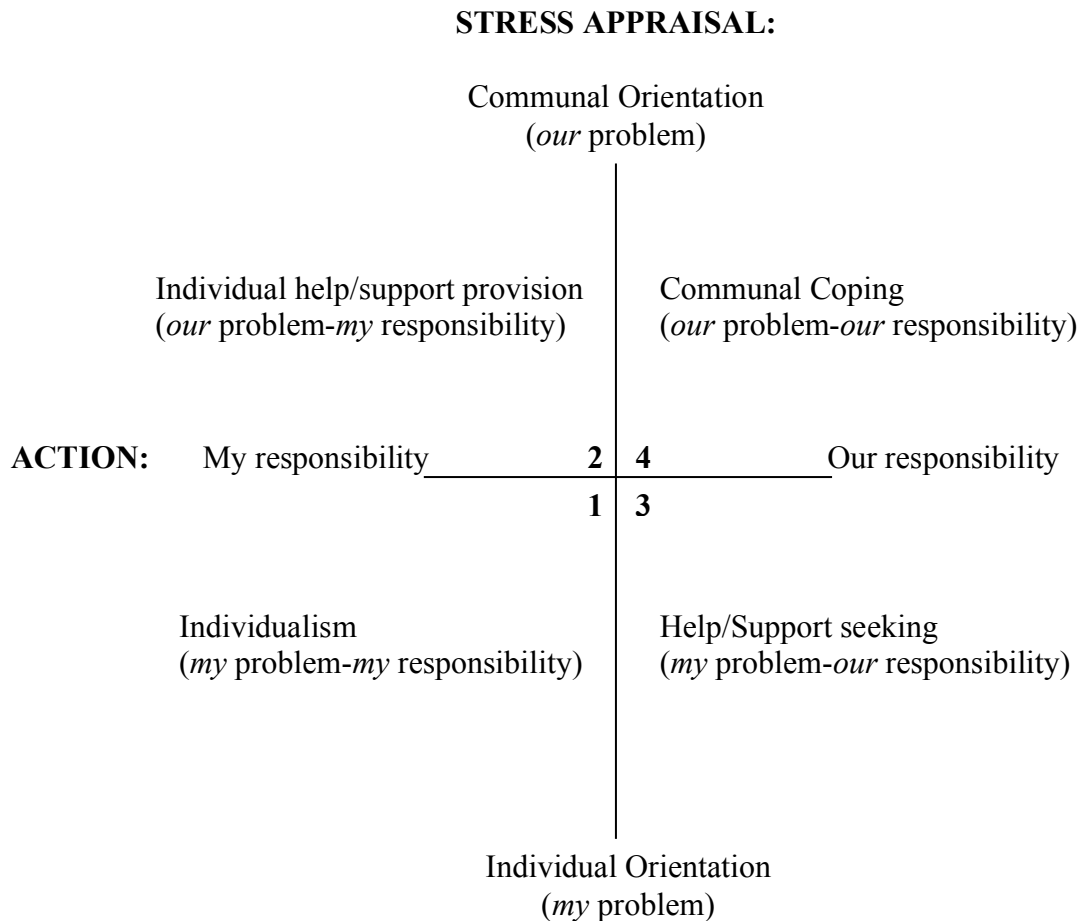 STRESS APPRAISAL:
Communal Orientation
(our problem)
Individual help/support provision
(our problem-my responsibility)
Communal Coping
(our problem-our responsibility)
ACTION: My responsibility 2 4 Our responsibility
1 3
Individualism
(my problem-my responsibility)
Help/Support seeking
(my problem-our responsibility)
Individual Orientation
(my problem)